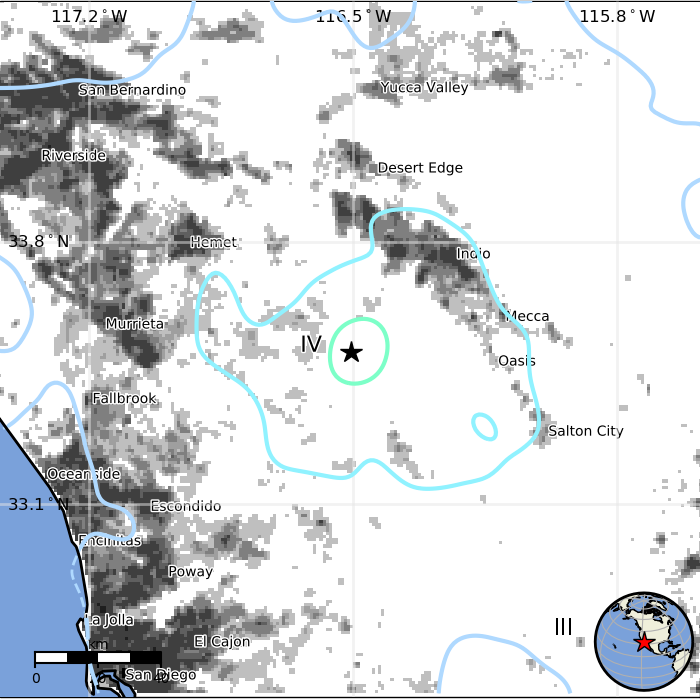 117.2°W 116.5°W 115.8°W
San Bernardino
Yucca Valley
Riverside
Desert Edge
33.8°N
Hemet
Indio
Mecca
Murrieta
IV
Oasis
Fallbrook
Salton City
Oceanside
33.1°N
Escondido
Encinitas
Poway
La Jolla
III
El Cajon
km
0
San Diego